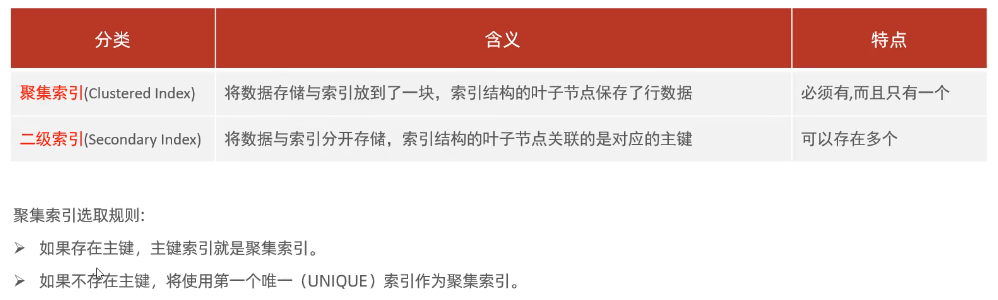 分类 含义 特点
聚集索引(Clustered Index) 将数据存储与索引放到了一块，索引结构的叶子节点保存了行数据 必须有,而且只有一个
二级索引(Secondary Index) 将数据与索引分开存储，索引结构的叶子节点关联的是对应的主键 可以存在多个
聚集索引选取规则:
➢ 如果存在主键，主键索引就是聚集索引。
➢ 如果不存在主键，将使用第一个唯一（UNIQUE）索引作为聚集索引。